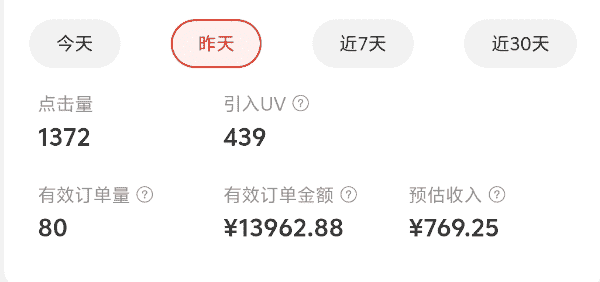 今天 昨天 近7天 近30天
点击量 引入UV ?
1372 439
有效订单量 ? 有效订单金额 ? 预估收入 ?
80 ¥13962.88 ¥769.25